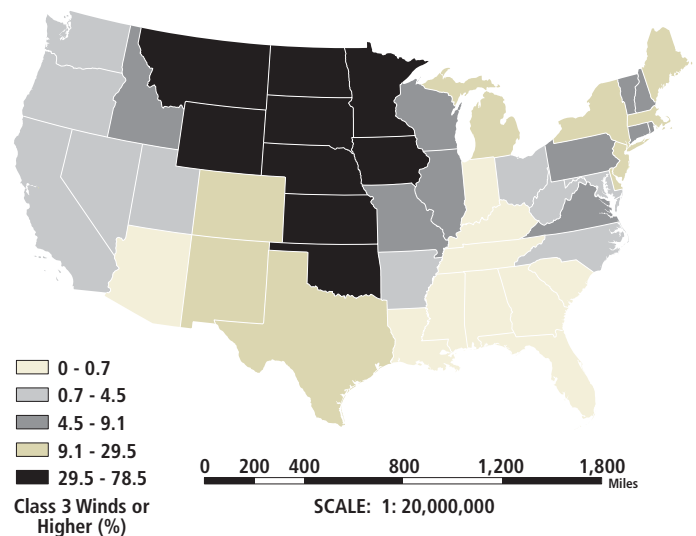 0 - 0.7
0.7 - 4.5
4.5 - 9.1
9.1 - 29.5
29.5 - 78.5
Class 3 Winds or
Higher (%)
0 200 400 800 1,200 1,800
Miles
SCALE: 1: 20,000,000